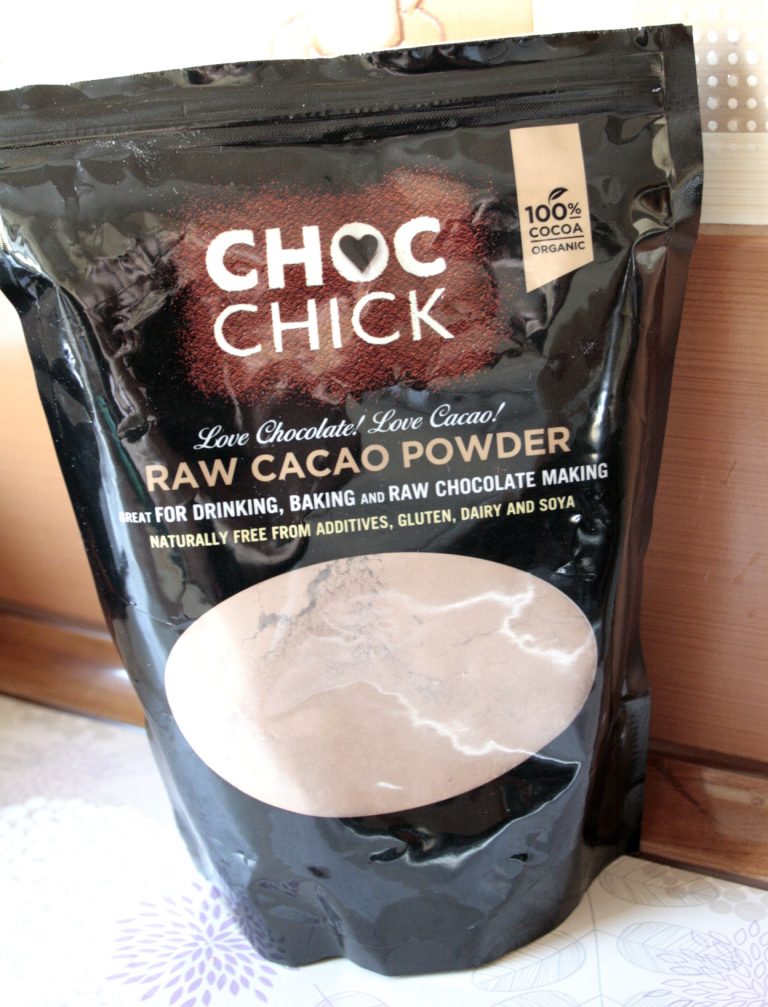 100%
COCOA
ORGANIC
CHOC
CHICK
Love Chocolate! Love Cacao!
RAW CACAO POWDER
GREAT FOR DRINKING, BAKING AND RAW CHOCOLATE MAKING
NATURALLY FREE FROM ADDITIVES, GLUTEN, DAIRY AND SOYA